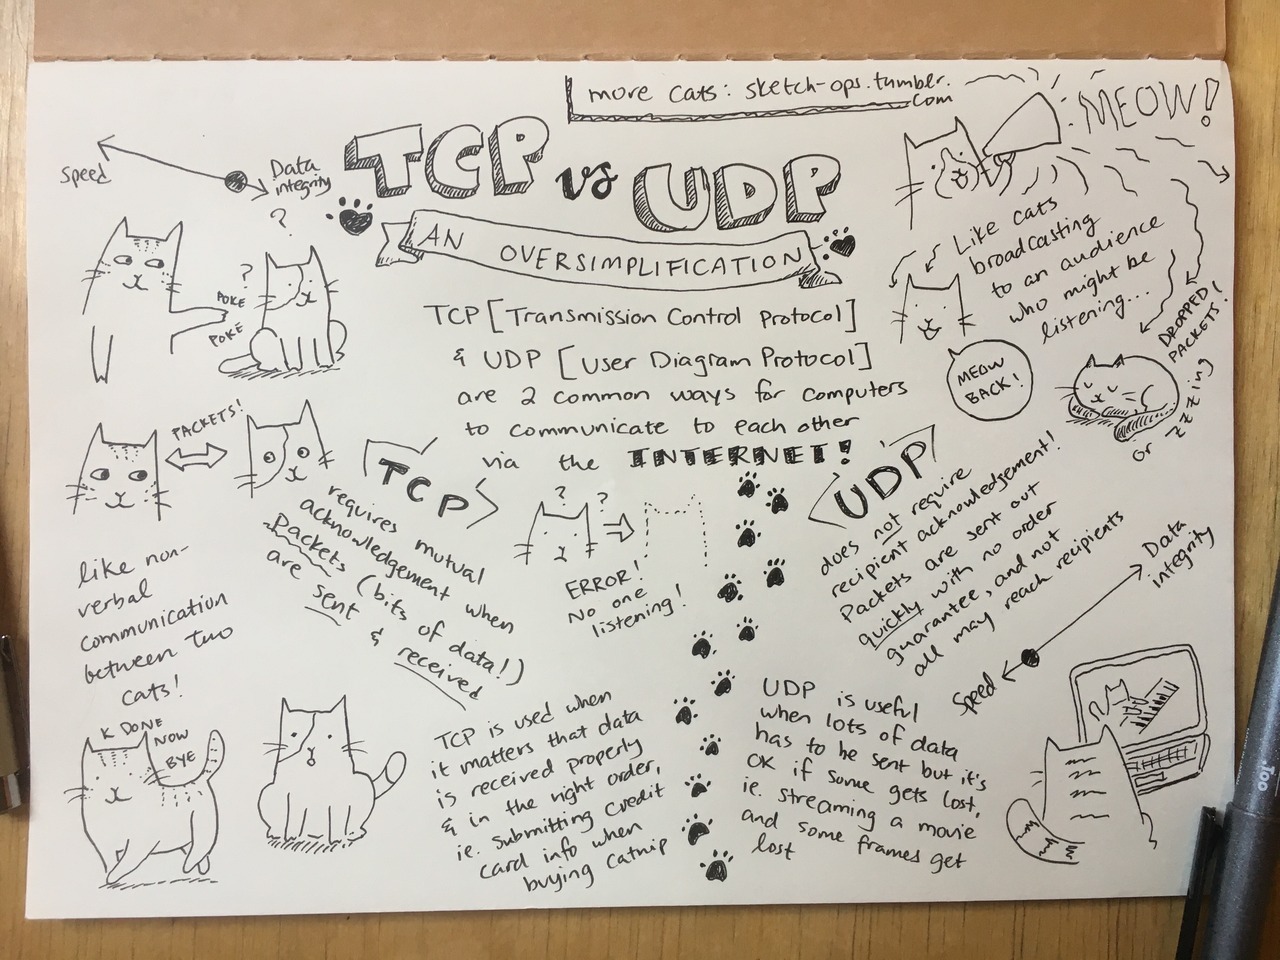 more cats: sketch-ops.tumber.
com
TCP vs UDP
AN OVERSIMPLIFICATION
TCP [Transmission Control Protocol]
& UDP [User Diagram Protocol]
are 2 common ways for computers
to communicate to each other
via the INTERNET!
Speed
Data
integrity
?
?
POKE
POKE
PACKETS!
like non-
verbal
communication
between two
cats!
K DONE
NOW
BYE
TCP
requires mutual
acknowledgement when
packets (bits of data!)
are sent
& received
? ?
ERROR!
No one
listening!
TCP is used when
it matters that data
is received properly
& in the right order,
ie. submitting credit
card info when
buying catnip
MEOW!
Like cats
broadcasting
to an audience
who might be
listening...
MEOW
BACK!
DROPPED
PACKETS!
or zzzzing
UDP
does not require
recipient acknowledgement!
Packets are sent out
quickly with no order
guarantee, and not
all may reach recipients
Speed
Data
integrity
UDP is useful
when lots of data
has to be sent but it's
OK if some gets lost,
ie. streaming a movie
and some frames get
lost
.Too